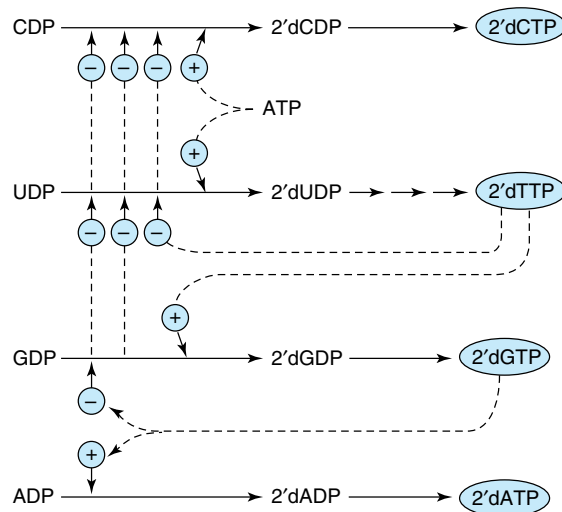 CDP 2′dCDP 2′dCTP
− − − +
ATP
+
UDP 2′dUDP 2′dTTP
− − −
+
GDP 2′dGDP 2′dGTP
−
+
ADP 2′dADP 2′dATP